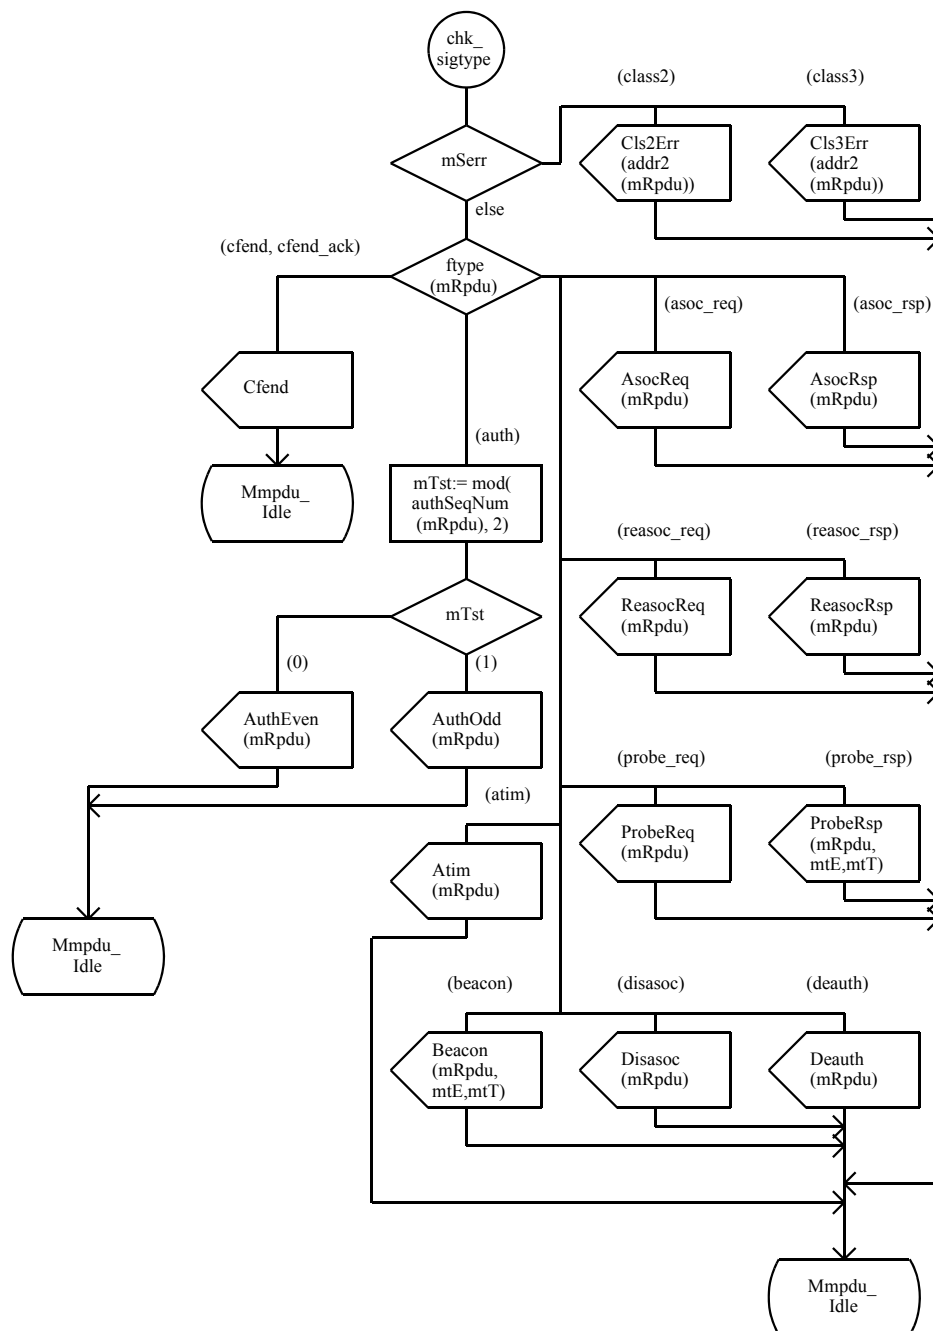 chk_
sigtype
(class2)
(class3)
mSerr
Cls2Err
(addr2
(mRpdu))
Cls3Err
(addr2
(mRpdu))
else
(cfend, cfend_ack)
ftype
(mRpdu)
(asoc_req)
(asoc_rsp)
Cfend
AsocReq
(mRpdu)
AsocRsp
(mRpdu)
(auth)
Mmpdu_
Idle
mTst:= mod(
authSeqNum
(mRpdu), 2)
(reasoc_req)
(reasoc_rsp)
mTst
ReasocReq
(mRpdu)
ReasocRsp
(mRpdu)
(0)
(1)
AuthEven
(mRpdu)
AuthOdd
(mRpdu)
(probe_req)
(probe_rsp)
(atim)
ProbeReq
(mRpdu)
ProbeRsp
(mRpdu,
mtE,mtT)
Atim
(mRpdu)
Mmpdu_
Idle
(beacon)
(disasoc)
(deauth)
Beacon
(mRpdu,
mtE,mtT)
Disasoc
(mRpdu)
Deauth
(mRpdu)
Mmpdu_
Idle